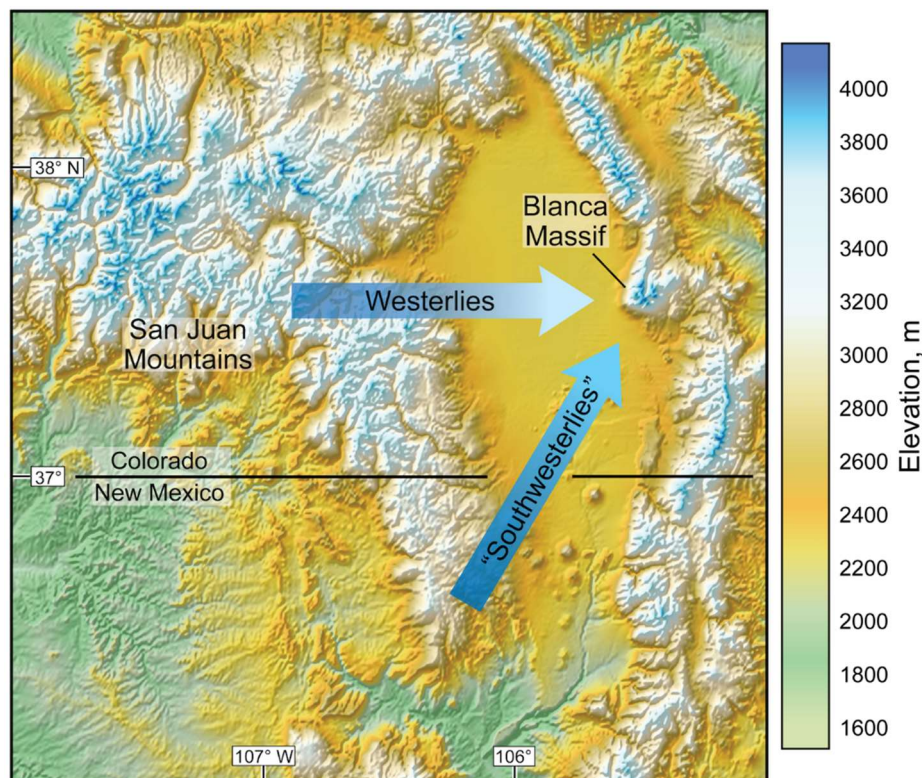 38° N
Blanca
Massif
Westerlies
San Juan
Mountains
"Southwesterlies"
37°
Colorado
New Mexico
107° W
106°
4000
3800
3600
3400
3200
3000
2800
2600
2400
2200
2000
1800
1600
Elevation, m